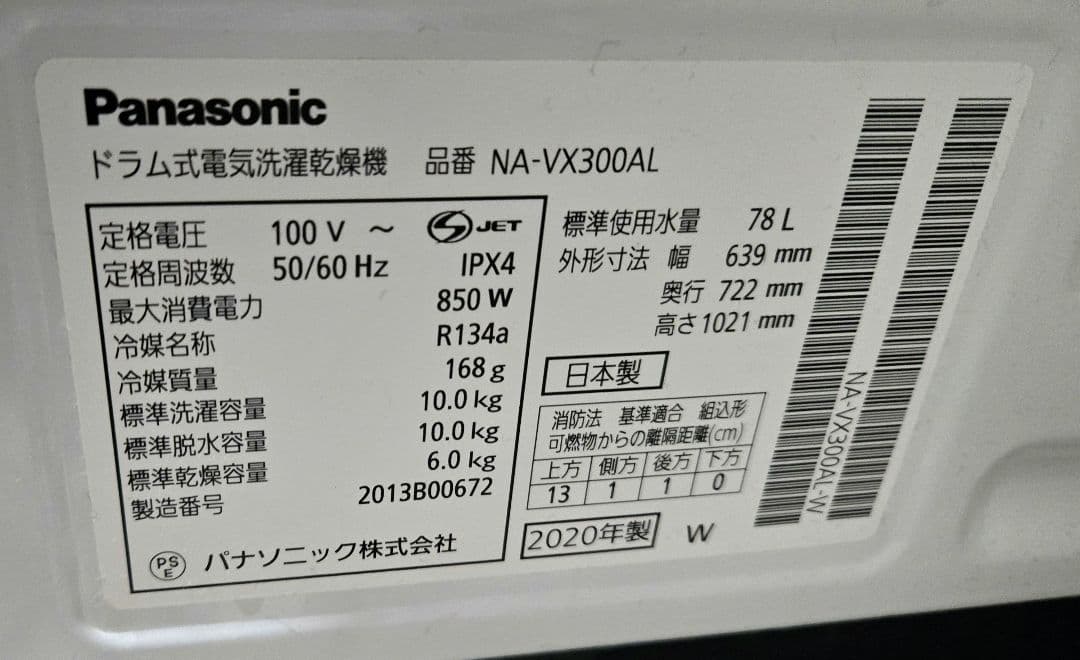 Panasonic
ドラム式電気洗濯乾燥機 品番 NA-VX300AL
定格電圧 100 V ～ S JET
定格周波数 50/60 Hz IPX4
最大消費電力 850 W
冷媒名称 R134a
冷媒質量 168 g
標準洗濯容量 10.0 kg
標準脱水容量 10.0 kg
標準乾燥容量 6.0 kg
製造番号 2013B00672
PS E パナソニック株式会社
標準使用水量 78 L
外形寸法 幅 639 mm
奥行 722 mm
高さ 1021 mm
日本製
消防法 基準適合 組込形
可燃物からの離隔距離(cm)
上方 側方 後方 下方
13 1 1 0
2020年製 W
NA-VX300AL-W